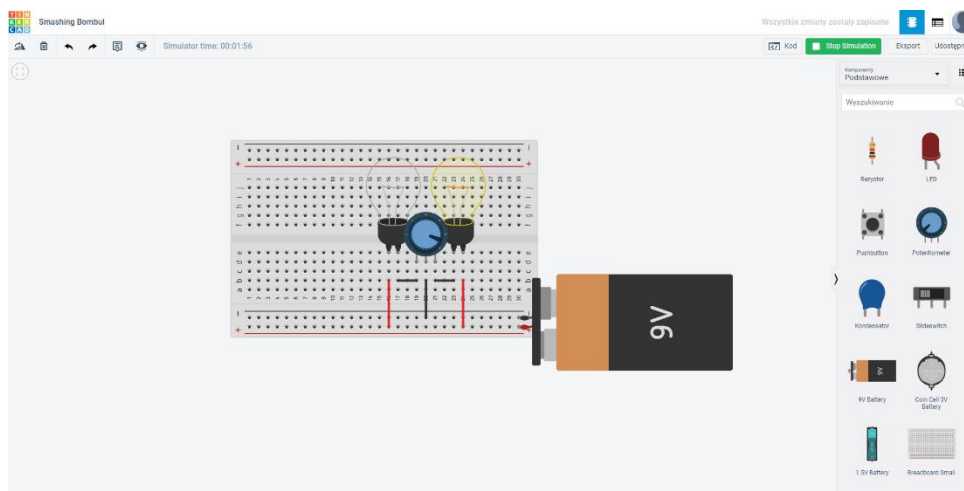 TIN
KER
CAD
Smashing Bombul
Wszystkie zmiany zostały zapisane
Simulator time: 00:01:56
Kod
Stop Simulation
Eksport
Udostępn
Komponenty
Podstawowe
Wyszukiwanie
Rezystor
LED
Pushbutton
Potentiometer
Kondensator
Slideswitch
9V Battery
Coin Cell 3V
Battery
1.5V Battery
Breadboard Small
9V